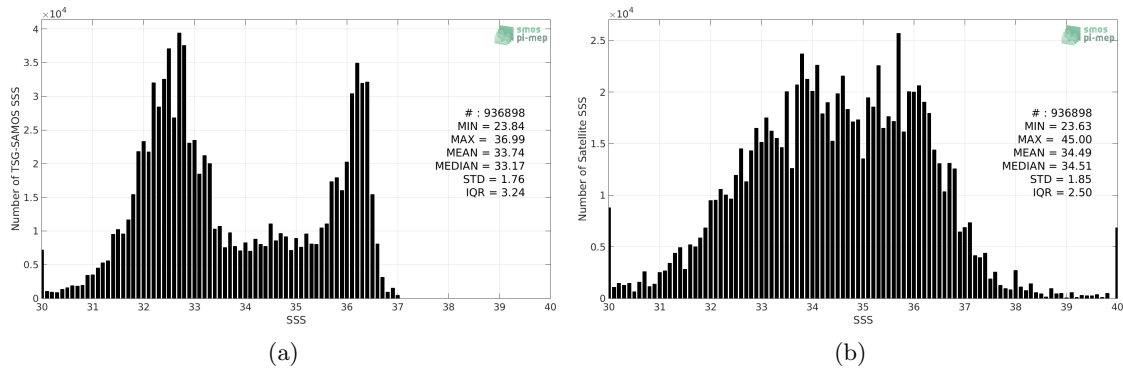 ×10⁴
4
3.5
3
2.5
2
1.5
1
0.5
0
Number of TSG-SAMOS SSS
smos
pi-mep
# : 936898
MIN = 23.84
MAX = 36.99
MEAN = 33.74
MEDIAN = 33.17
STD = 1.76
IQR = 3.24
30 31 32 33 34 35 36 37 38 39 40
SSS
(a)
×10⁴
2.5
2
1.5
1
0.5
0
Number of Satellite SSS
smos
pi-mep
# : 936898
MIN = 23.63
MAX = 45.00
MEAN = 34.49
MEDIAN = 34.51
STD = 1.85
IQR = 2.50
30 31 32 33 34 35 36 37 38 39 40
SSS
(b)